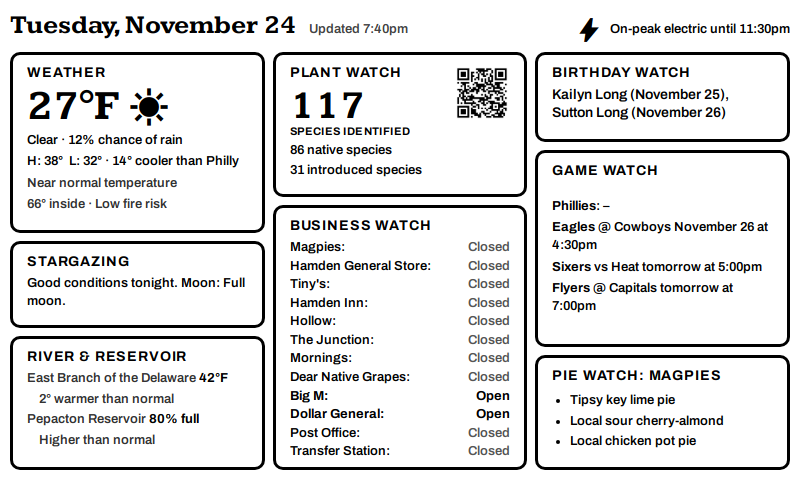 Tuesday, November 24 Updated 7:40pm
On-peak electric until 11:30pm
WEATHER
27°F
Clear · 12% chance of rain
H: 38° L: 32° · 14° cooler than Philly
Near normal temperature
66° inside · Low fire risk
STARGAZING
Good conditions tonight. Moon: Full
moon.
RIVER & RESERVOIR
East Branch of the Delaware 42°F
2° warmer than normal
Pepacton Reservoir 80% full
Higher than normal
PLANT WATCH
117
SPECIES IDENTIFIED
86 native species
31 introduced species
BUSINESS WATCH
Magpies: Closed
Hamden General Store: Closed
Tiny's: Closed
Hamden Inn: Closed
Hollow: Closed
The Junction: Closed
Mornings: Closed
Dear Native Grapes: Closed
Big M: Open
Dollar General: Open
Post Office: Closed
Transfer Station: Closed
BIRTHDAY WATCH
Kailyn Long (November 25),
Sutton Long (November 26)
GAME WATCH
Phillies: –
Eagles @ Cowboys November 26 at
4:30pm
Sixers vs Heat tomorrow at 5:00pm
Flyers @ Capitals tomorrow at
7:00pm
PIE WATCH: MAGPIES
• Tipsy key lime pie
• Local sour cherry-almond
• Local chicken pot pie